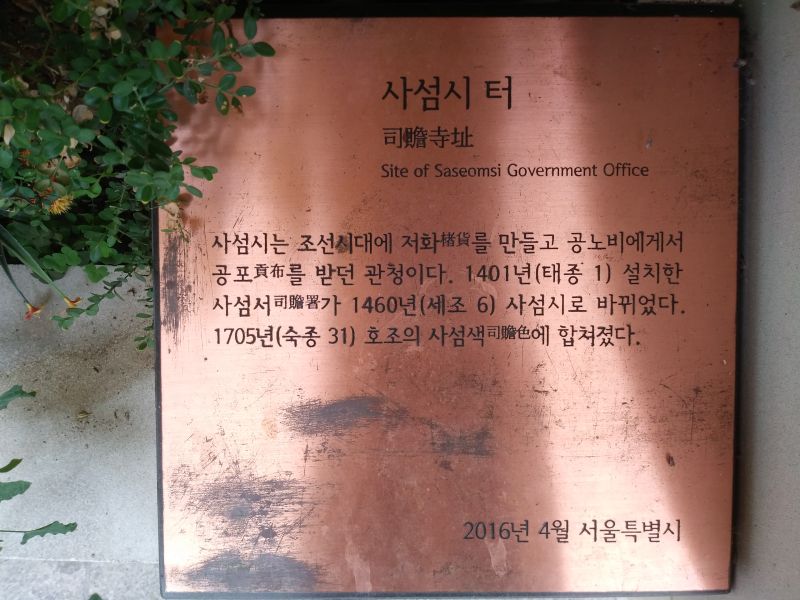 사섬시 터
司贍寺址
Site of Saseomsi Government Office
사섬시는 조선시대에 저화楮貨를 만들고 공노비에게서
공포貢布를 받던 관청이다. 1401년(태종 1) 설치한
사섬서司贍署가 1460년(세조 6) 사섬시로 바뀌었다.
1705년(숙종 31) 호조의 사섬색司贍色에 합쳐졌다.
2016년 4월 서울특별시